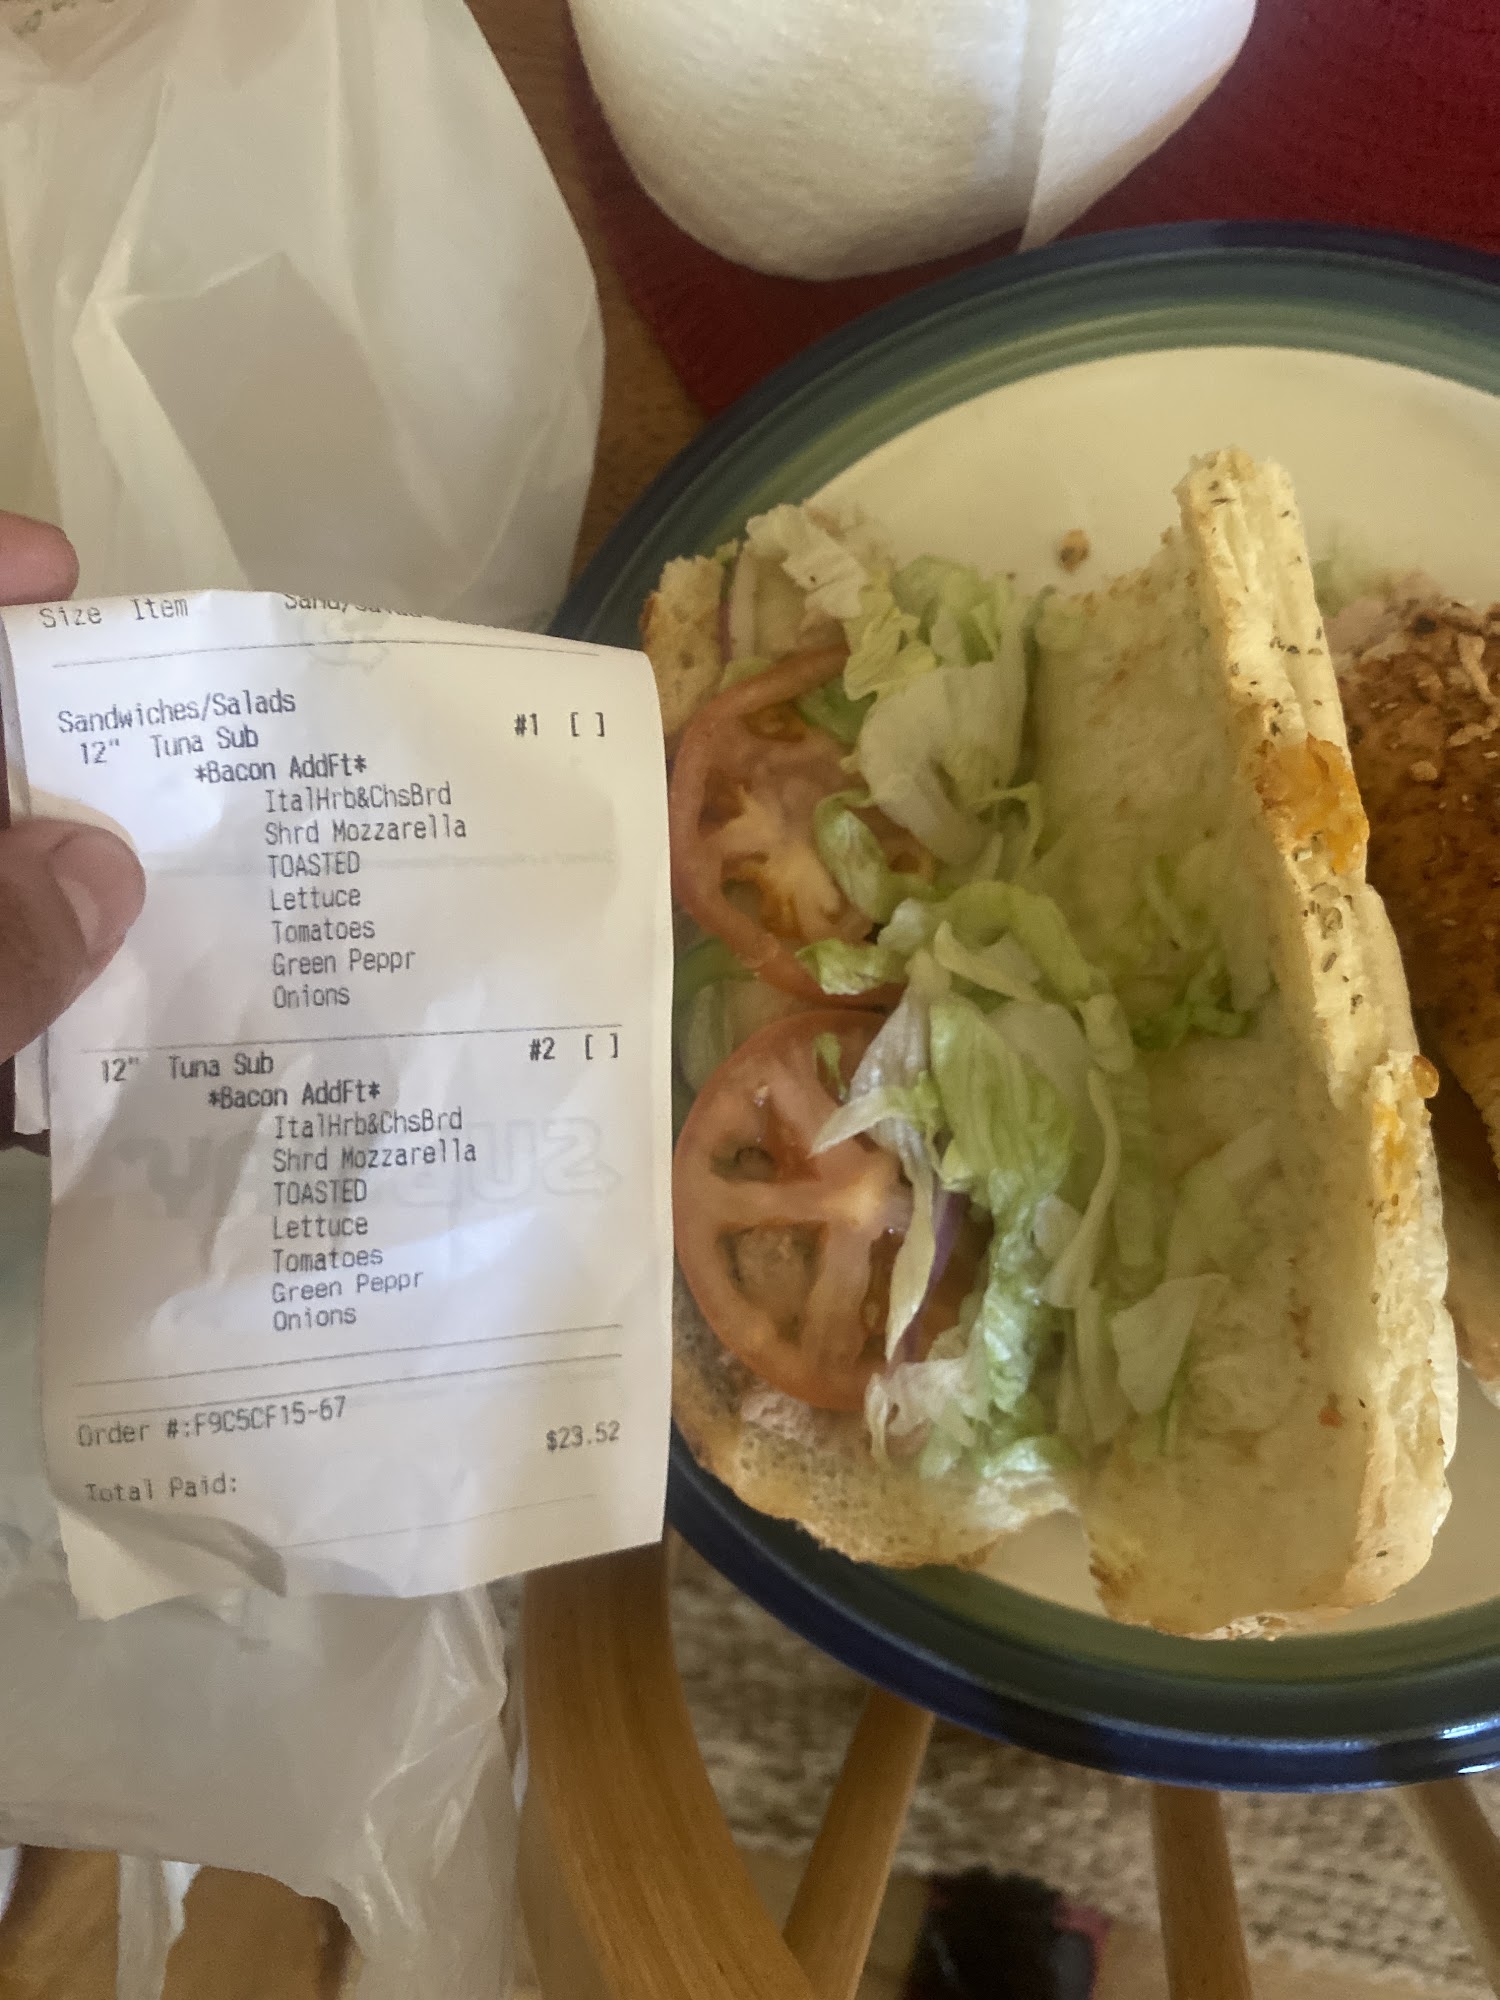 Size Item Sand/
Sandwiches/Salads
12" Tuna Sub #1 [ ]
*Bacon AddFt*
ItalHrb&ChsBrd
Shrd Mozzarella
TOASTED
Lettuce
Tomatoes
Green Peppr
Onions
12" Tuna Sub #2 [ ]
*Bacon AddFt*
ItalHrb&ChsBrd
Shrd Mozzarella
TOASTED
Lettuce
Tomatoes
Green Peppr
Onions
Order #:F9C5CF15-67
$23.52
Total Paid: